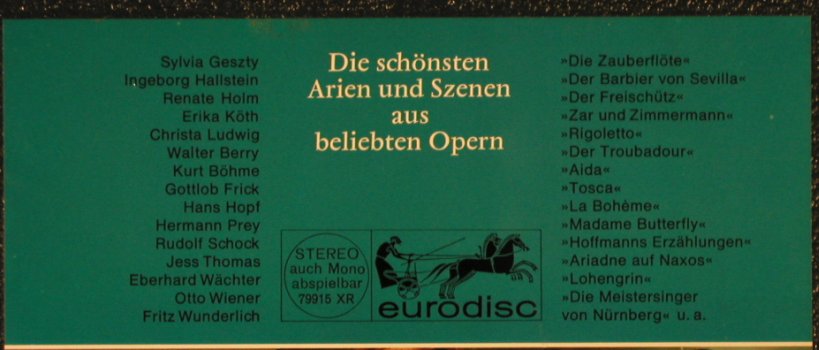 Sylvia Geszty
Ingeborg Hallstein
Renate Holm
Erika Köth
Christa Ludwig
Walter Berry
Kurt Böhme
Gottlob Frick
Hans Hopf
Hermann Prey
Rudolf Schock
Jess Thomas
Eberhard Wächter
Otto Wiener
Fritz Wunderlich
Die schönsten
Arien und Szenen
aus
beliebten Opern
STEREO
auch Mono
abspielbar
79915 XR
eurodisc
»Die Zauberflöte«
»Der Barbier von Sevilla«
»Der Freischütz«
»Zar und Zimmermann«
»Rigoletto«
»Der Troubadour«
»Aida«
»Tosca«
»La Bohème«
»Madame Butterfly«
»Hoffmanns Erzählungen«
»Ariadne auf Naxos«
»Lohengrin«
»Die Meistersinger
von Nürnberg« u. a.